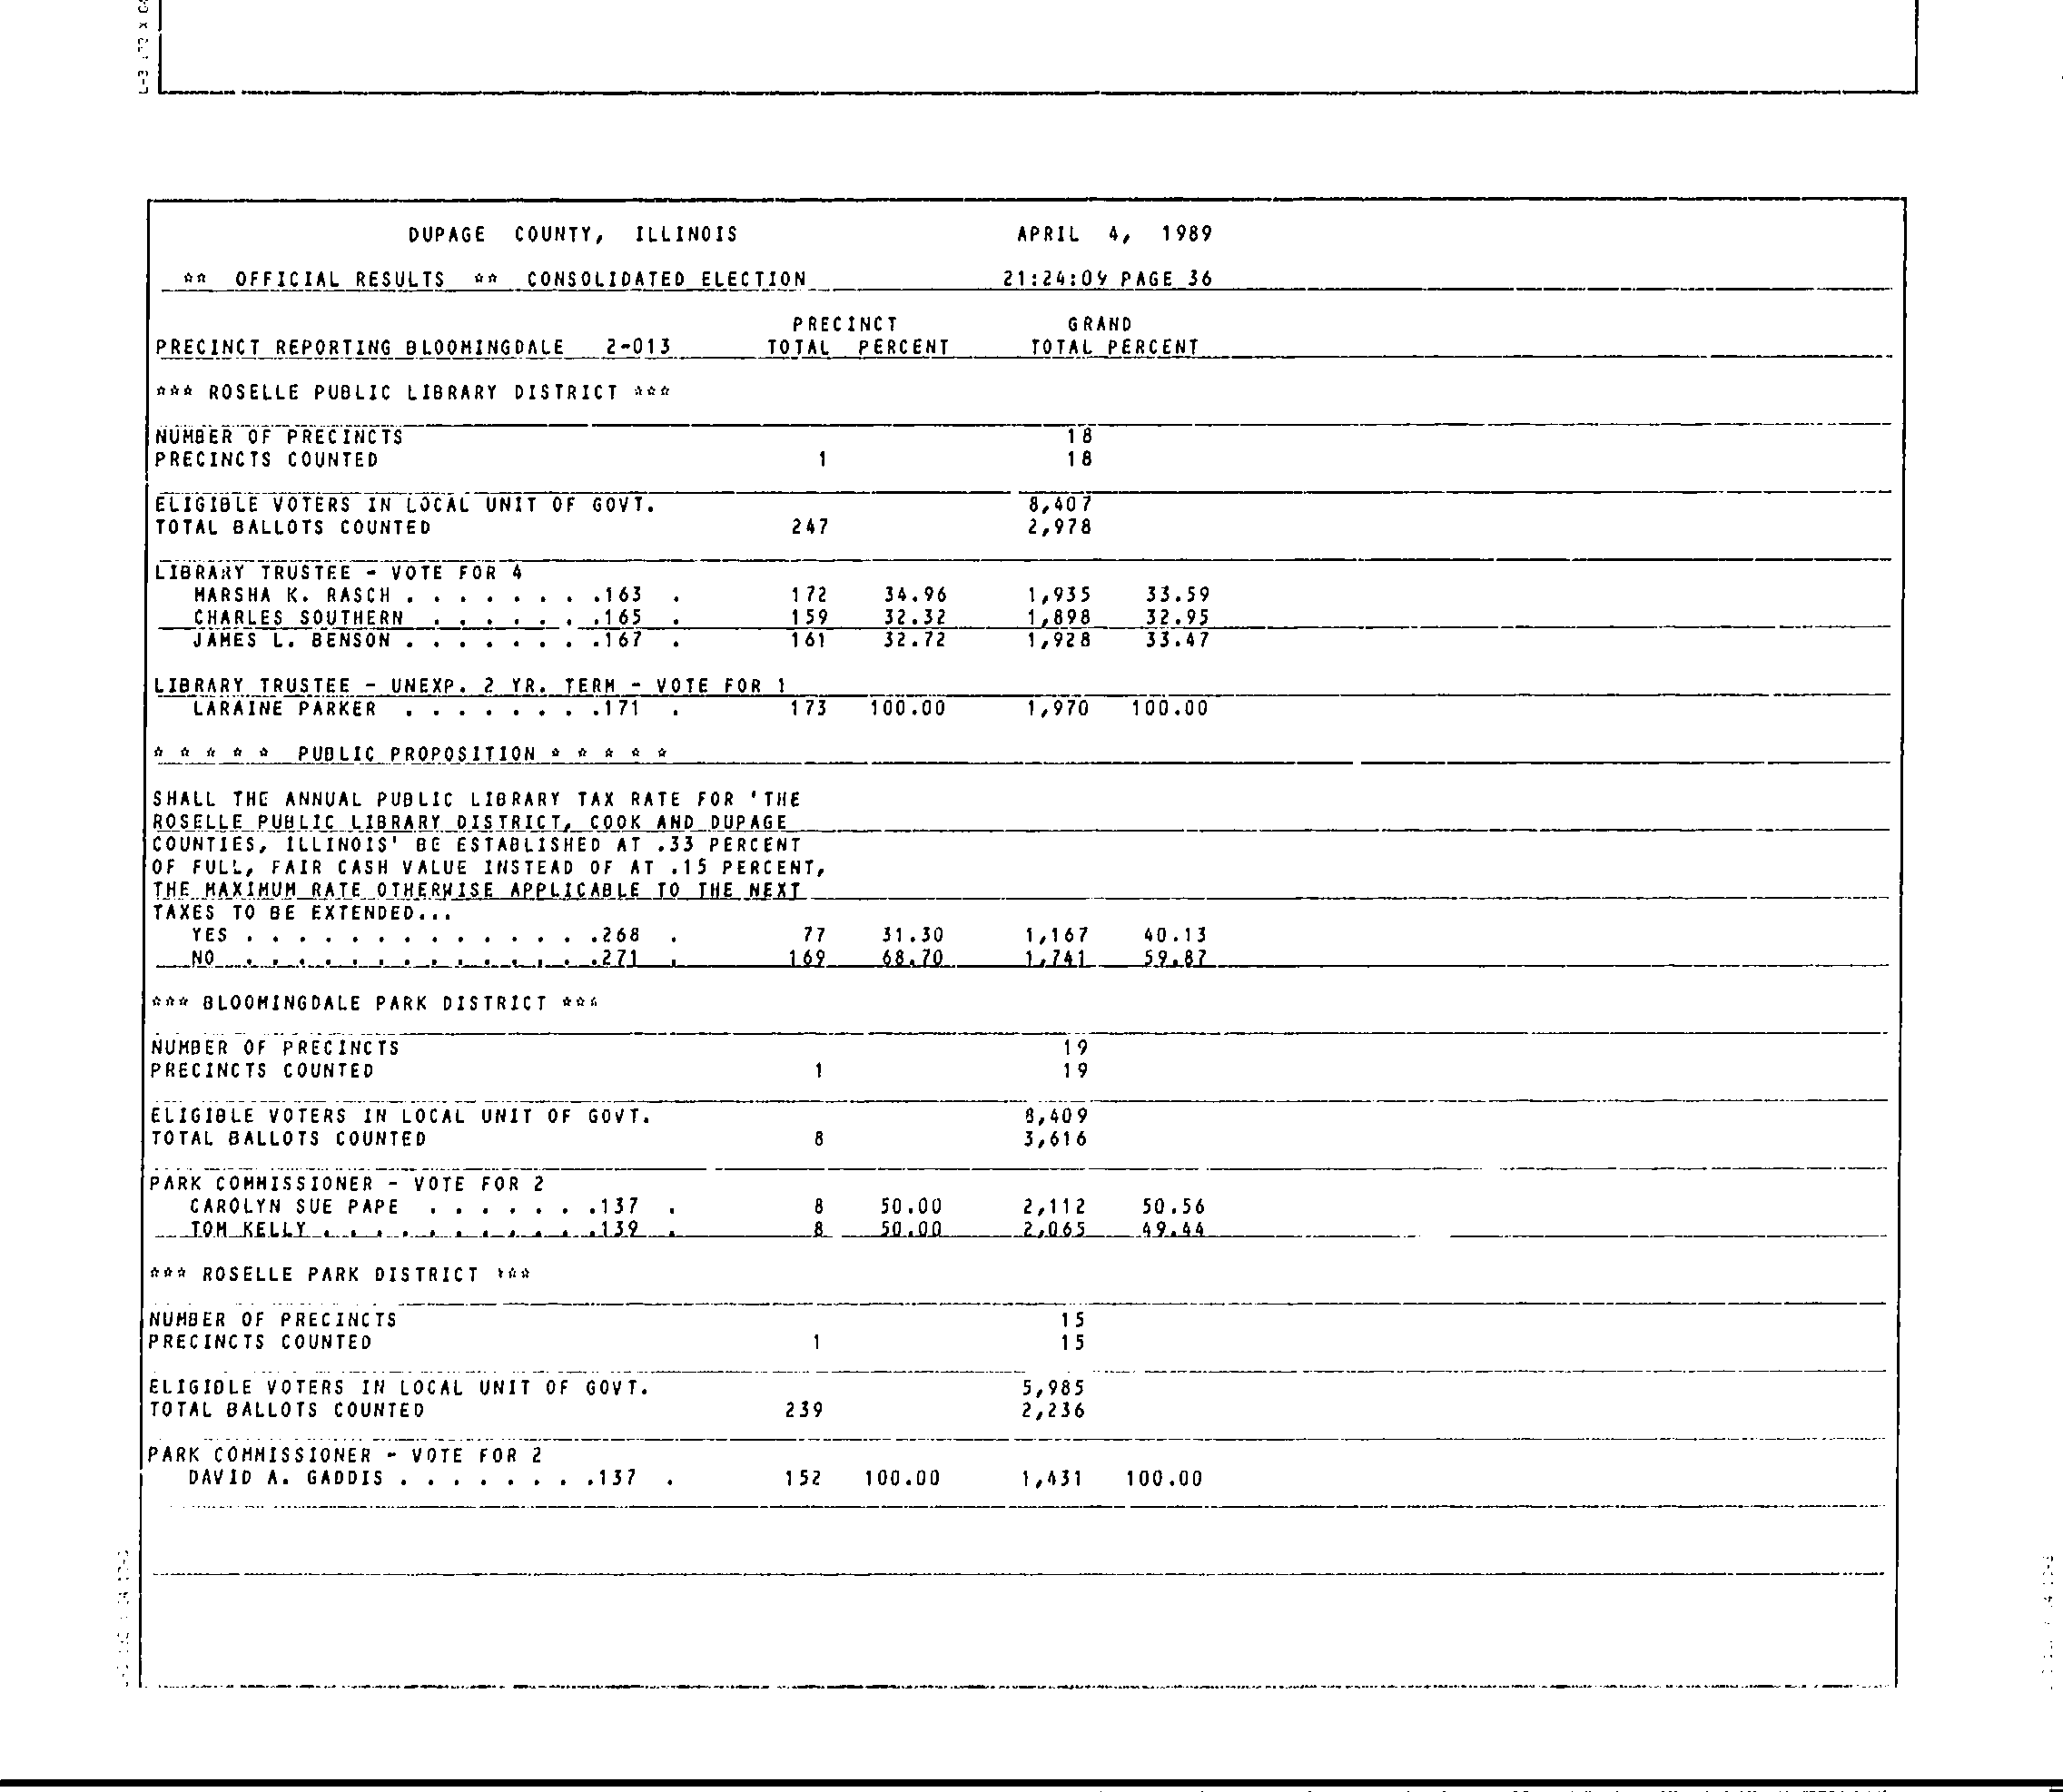 DUPAGE COUNTY, ILLINOIS APRIL 4, 1989
** OFFICIAL RESULTS ** CONSOLIDATED ELECTION 21:24:09 PAGE 36
PRECINCT GRAND
PRECINCT REPORTING BLOOMINGDALE 2-013 TOTAL PERCENT TOTAL PERCENT
*** ROSELLE PUBLIC LIBRARY DISTRICT ***
NUMBER OF PRECINCTS 18
PRECINCTS COUNTED 1 18
ELIGIBLE VOTERS IN LOCAL UNIT OF GOVT. 8,407
TOTAL BALLOTS COUNTED 247 2,978
LIBRARY TRUSTEE - VOTE FOR 4
MARSHA K. RASCH . . . . . . . .163 . 172 34.96 1,935 33.59
CHARLES SOUTHERN . . . . . . .165 . 159 32.32 1,898 32.95
JAMES L. BENSON . . . . . . . .167 . 161 32.72 1,928 33.47
LIBRARY TRUSTEE - UNEXP. 2 YR. TERM - VOTE FOR 1
LARAINE PARKER . . . . . . . .171 . 173 100.00 1,970 100.00
* * * * * PUBLIC PROPOSITION * * * * *
SHALL THE ANNUAL PUBLIC LIBRARY TAX RATE FOR 'THE
ROSELLE PUBLIC LIBRARY DISTRICT, COOK AND DUPAGE
COUNTIES, ILLINOIS' BE ESTABLISHED AT .33 PERCENT
OF FULL, FAIR CASH VALUE INSTEAD OF AT .15 PERCENT,
THE MAXIMUM RATE OTHERWISE APPLICABLE TO THE NEXT
TAXES TO BE EXTENDED...
YES . . . . . . . . . . . . . .268 . 77 31.30 1,167 40.13
NO . . . . . . . . . . . . . .271 . 169 68.70 1,741 59.87
*** BLOOMINGDALE PARK DISTRICT ***
NUMBER OF PRECINCTS 19
PRECINCTS COUNTED 1 19
ELIGIBLE VOTERS IN LOCAL UNIT OF GOVT. 8,409
TOTAL BALLOTS COUNTED 8 3,616
PARK COMMISSIONER - VOTE FOR 2
CAROLYN SUE PAPE . . . . . . .137 . 8 50.00 2,112 50.56
TOM KELLY . . . . . . . . . . .139 . 8 50.00 2,065 49.44
*** ROSELLE PARK DISTRICT ***
NUMBER OF PRECINCTS 15
PRECINCTS COUNTED 1 15
ELIGIBLE VOTERS IN LOCAL UNIT OF GOVT. 5,985
TOTAL BALLOTS COUNTED 239 2,236
PARK COMMISSIONER - VOTE FOR 2
DAVID A. GADDIS . . . . . . . .137 . 152 100.00 1,431 100.00